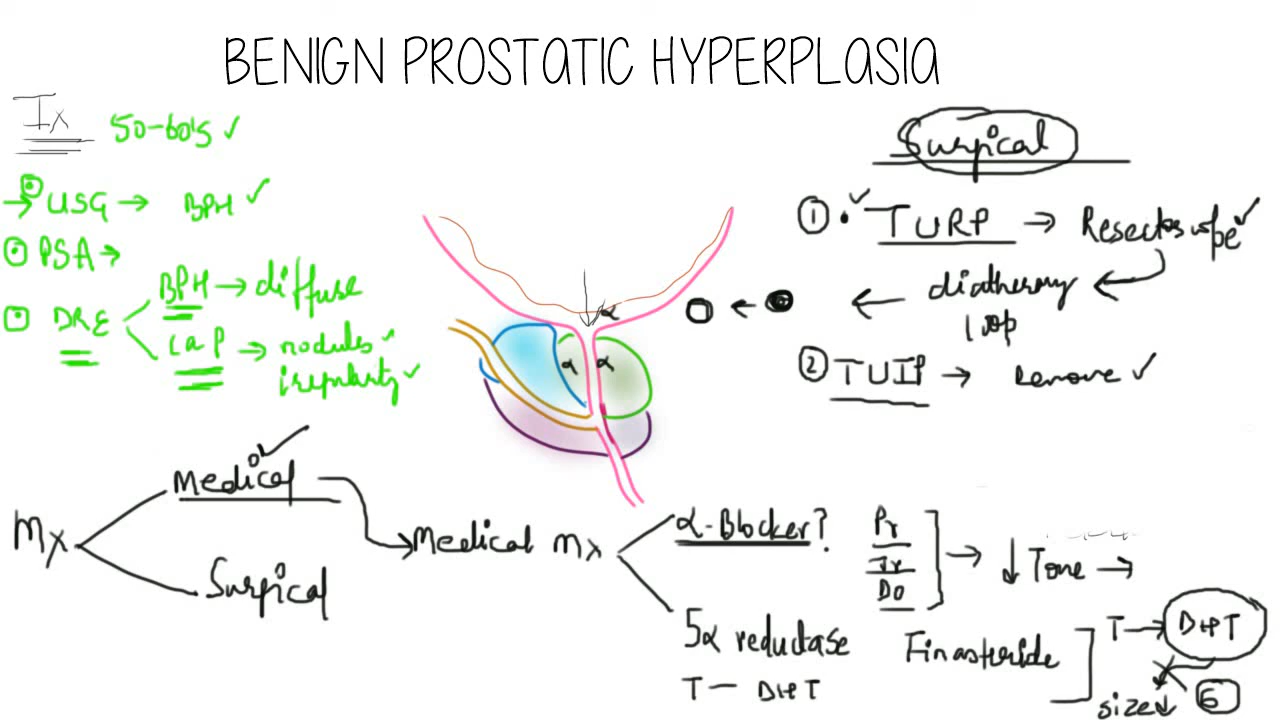 BENIGN PROSTATIC HYPERPLASIA
Ix 50-60's ✓
→ USG → BPH ✓
PSA →
DRE
BPH → diffuse
CaP → nodules ✓
irregularity ✓
Surgical
① • ✓ TURP → Resectoscope ✓
← diathermy ←
loop
② TUIP → Remove ✓
α
α α
Mx
Medical ✓
Surgical
Medical Mx
α-Blocker?
Pr
Tr
Do
→ ↓ Tone →
5α reductase
T — DHT
Finasteride
T → DHT
size↓ 6